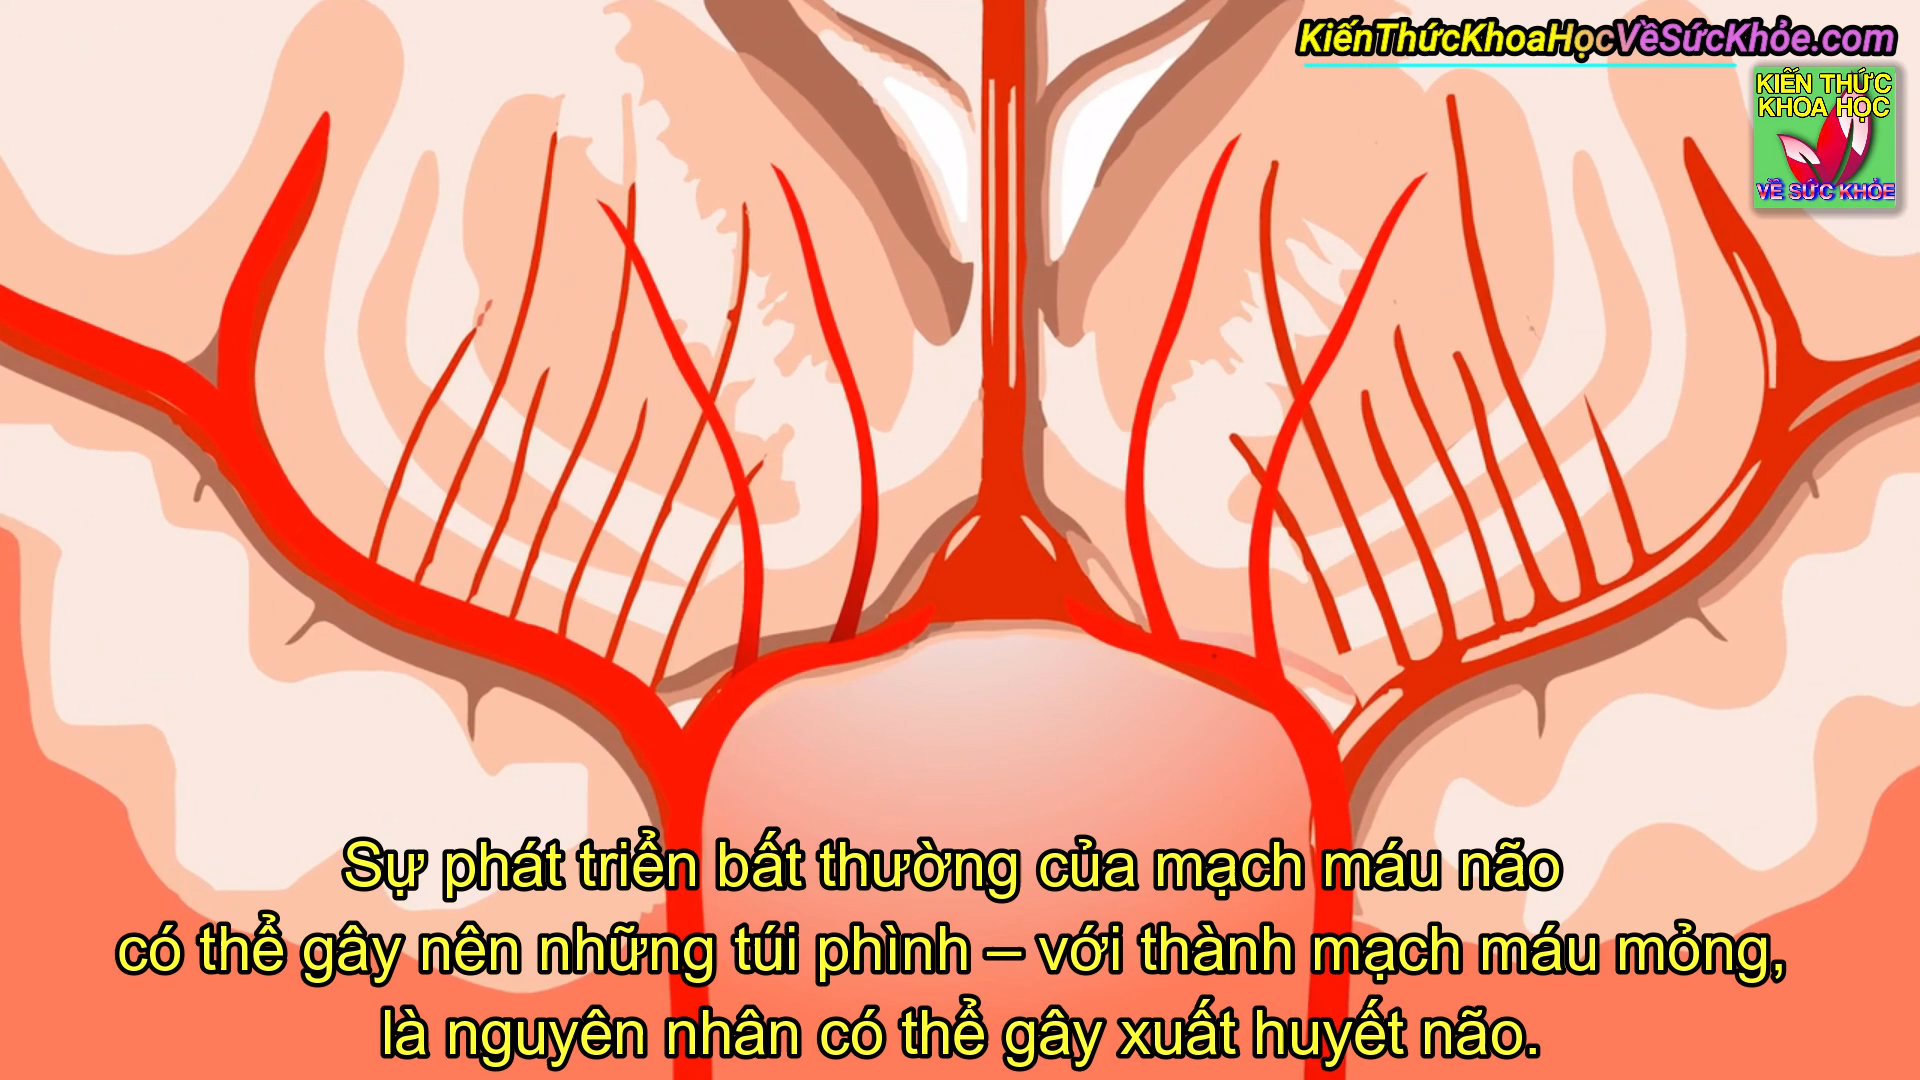 KiếnThứcKhoaHọcVềSứcKhỏe.com
KIẾN THỨC
KHOA HỌC
VỀ SỨC KHỎE
Sự phát triển bất thường của mạch máu não
có thể gây nên những túi phình – với thành mạch máu mỏng,
là nguyên nhân có thể gây xuất huyết não.